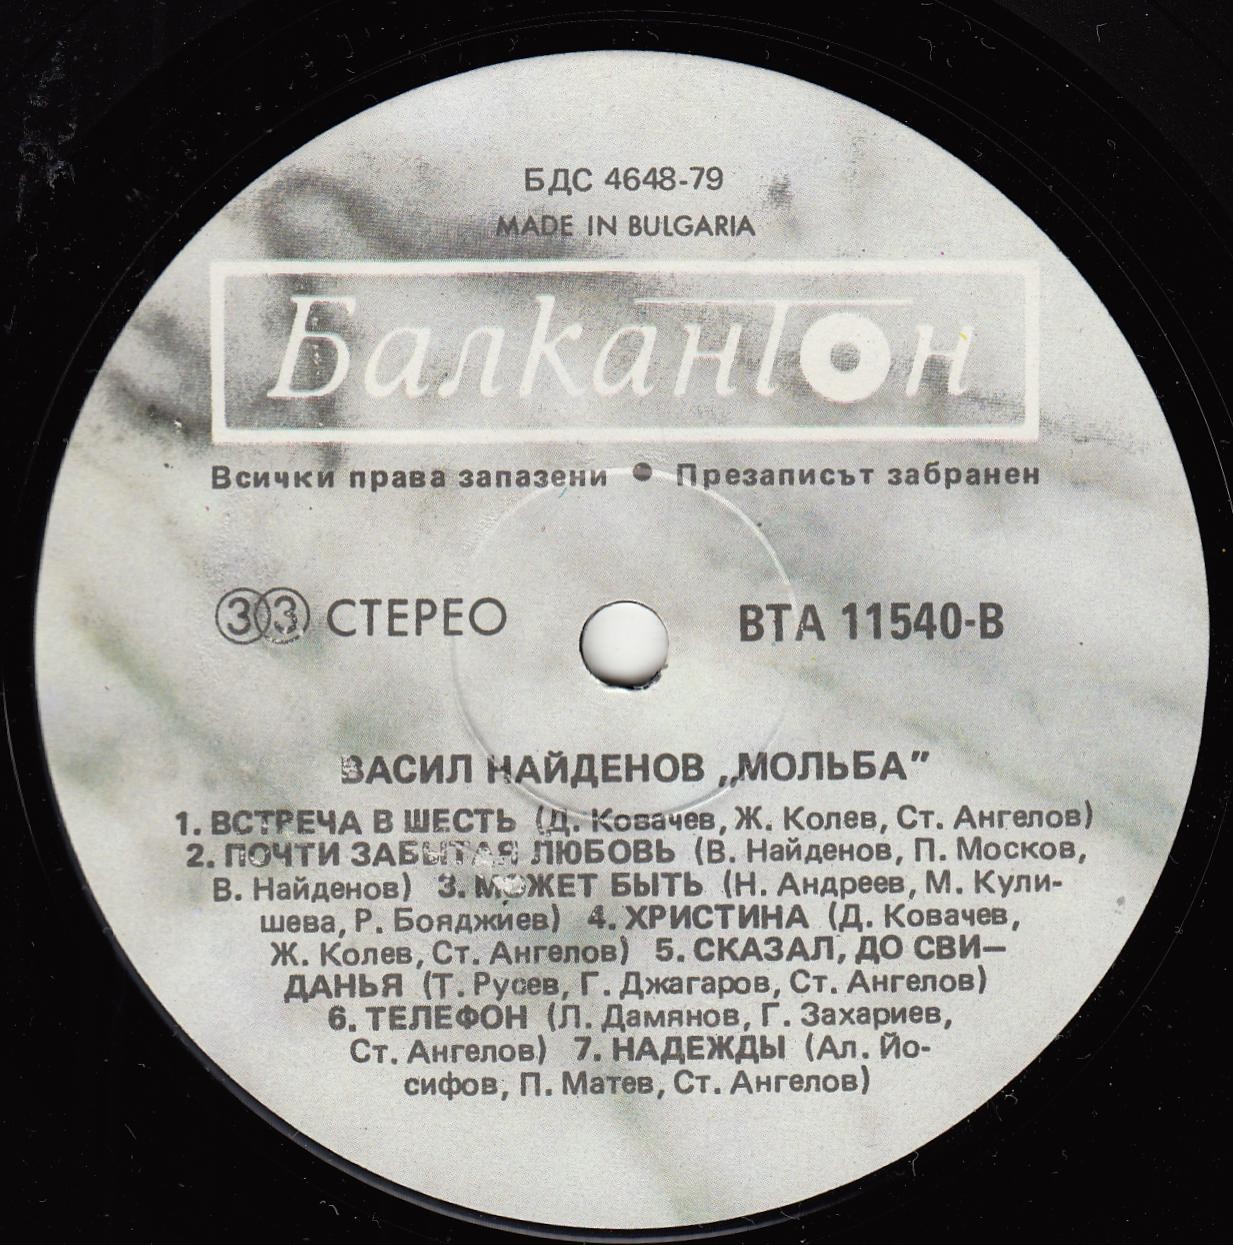 БДС 4648-79
MADE IN BULGARIA
Балкантон
Всички права запазени • Презаписът забранен
33 СТЕРЕО
ВТА 11540-В
ВАСИЛ НАЙДЕНОВ „МОЛЬБА”
1. ВСТРЕЧА В ШЕСТЬ (Д. Ковачев, Ж. Колев, Ст. Ангелов)
2. ПОЧТИ ЗАБЫТАЯ ЛЮБОВЬ (В. Найденов, П. Москов,
В. Найденов) 3. МОЖЕТ БЫТЬ (Н. Андреев, М. Кули-
шева, Р. Бояджиев) 4. ХРИСТИНА (Д. Ковачев,
Ж. Колев, Ст. Ангелов) 5. СКАЗАЛ, ДО СВИ—
ДАНЬЯ (Т. Русев, Г. Джагаров, Ст. Ангелов)
6. ТЕЛЕФОН (Л. Дамянов, Г. Захариев,
Ст. Ангелов) 7. НАДЕЖДЫ (Ал. Йо-
сифов, П. Матев, Ст. Ангелов)